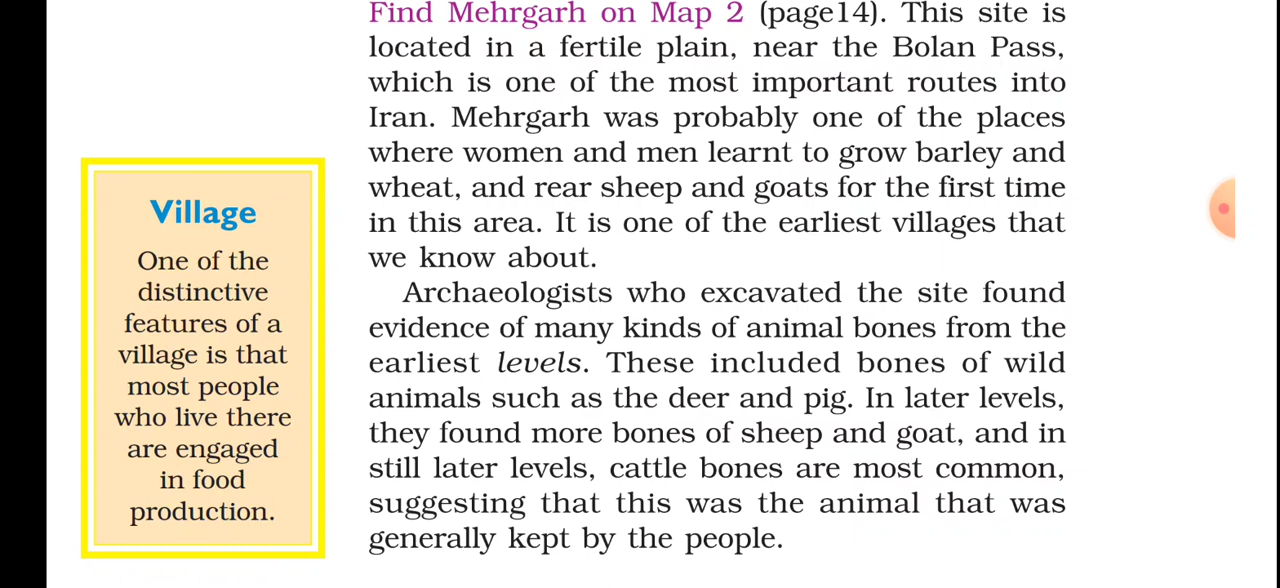 Find Mehrgarh on Map 2 (page14). This site is
located in a fertile plain, near the Bolan Pass,
which is one of the most important routes into
Iran. Mehrgarh was probably one of the places
where women and men learnt to grow barley and
wheat, and rear sheep and goats for the first time
in this area. It is one of the earliest villages that
we know about.
Archaeologists who excavated the site found
evidence of many kinds of animal bones from the
earliest levels. These included bones of wild
animals such as the deer and pig. In later levels,
they found more bones of sheep and goat, and in
still later levels, cattle bones are most common,
suggesting that this was the animal that was
generally kept by the people.
Village
One of the
distinctive
features of a
village is that
most people
who live there
are engaged
in food
production.